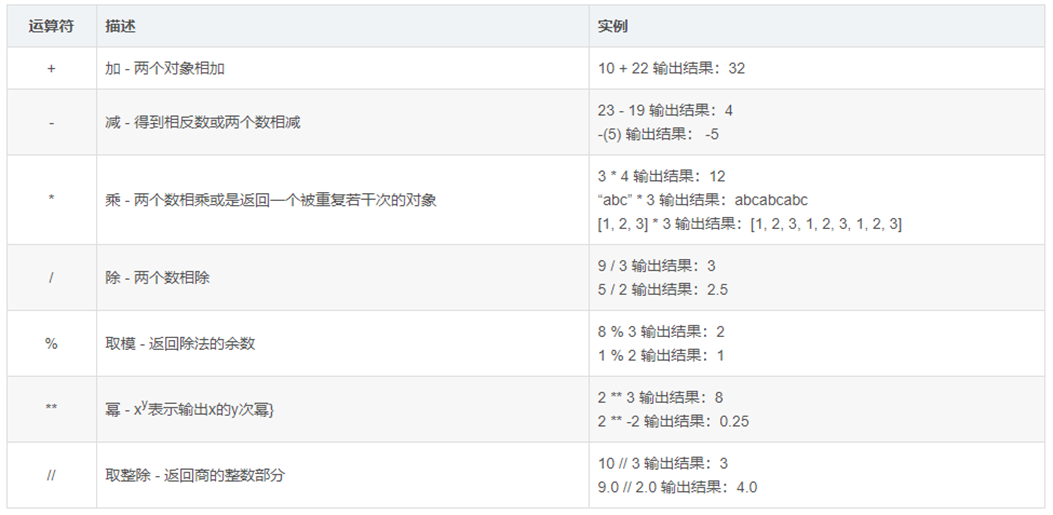 运算符 描述 实例
+ 加 - 两个对象相加 10 + 22 输出结果：32
- 减 - 得到相反数或两个数相减 23 - 19 输出结果：4
-(5) 输出结果： -5
* 乘 - 两个数相乘或是返回一个被重复若干次的对象 3 * 4 输出结果：12
“abc” * 3 输出结果：abcabcabc
[1, 2, 3] * 3 输出结果：[1, 2, 3, 1, 2, 3, 1, 2, 3]
/ 除 - 两个数相除 9 / 3 输出结果：3
5 / 2 输出结果：2.5
% 取模 - 返回除法的余数 8 % 3 输出结果：2
1 % 2 输出结果：1
** 幂 - xʸ表示输出x的y次幂} 2 ** 3 输出结果：8
2 ** -2 输出结果：0.25
// 取整除 - 返回商的整数部分 10 // 3 输出结果：3
9.0 // 2.0 输出结果：4.0